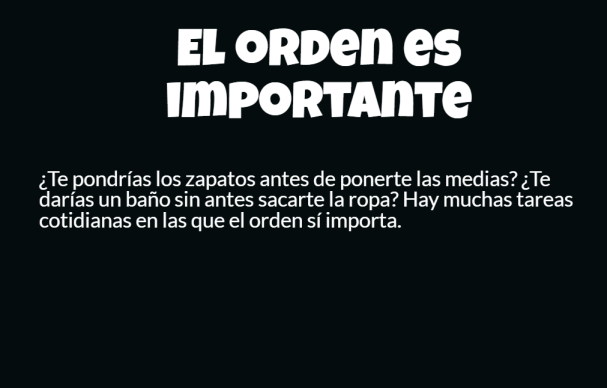 El orden es
importante
¿Te pondrías los zapatos antes de ponerte las medias? ¿Te
darías un baño sin antes sacarte la ropa? Hay muchas tareas
cotidianas en las que el orden sí importa.